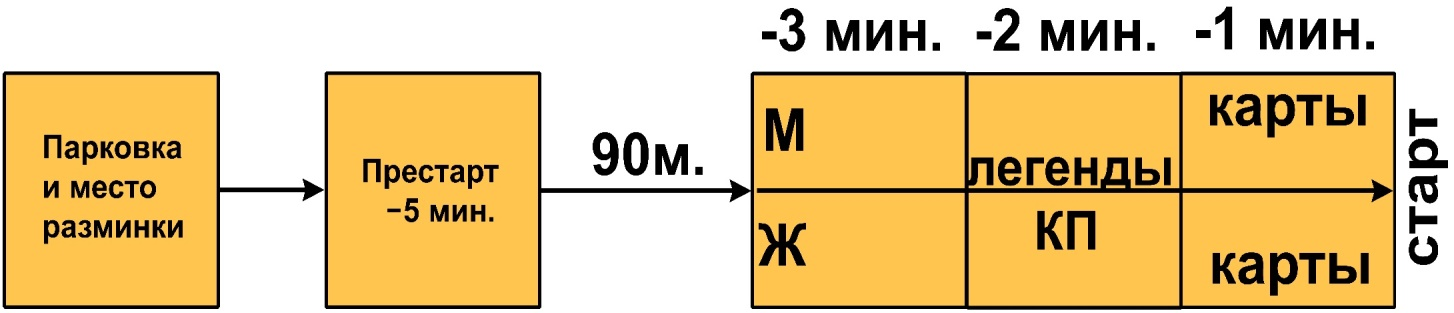 -3 мин. -2 мин. -1 мин.
Парковка
и место
разминки
Престарт
-5 мин.
90м.
М
Ж
легенды
КП
карты
карты
старт